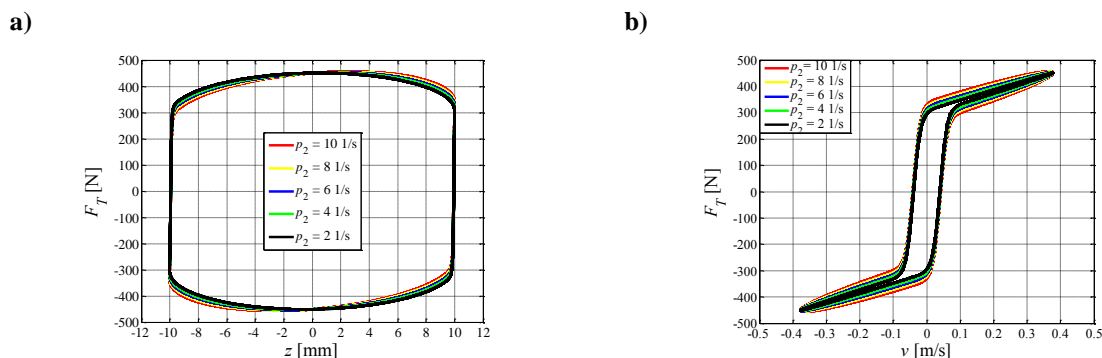 a)
b)
500
400
300
200
100
0
-100
-200
-300
-400
-500
F_T [N]
-12 -10 -8 -6 -4 -2 0 2 4 6 8 10 12
z [mm]
p_2 = 10 1/s
p_2 = 8 1/s
p_2 = 6 1/s
p_2 = 4 1/s
p_2 = 2 1/s
500
400
300
200
100
0
-100
-200
-300
-400
-500
F_T [N]
-0.5 -0.4 -0.3 -0.2 -0.1 0 0.1 0.2 0.3 0.4 0.5
v [m/s]
p_2 = 10 1/s
p_2 = 8 1/s
p_2 = 6 1/s
p_2 = 4 1/s
p_2 = 2 1/s